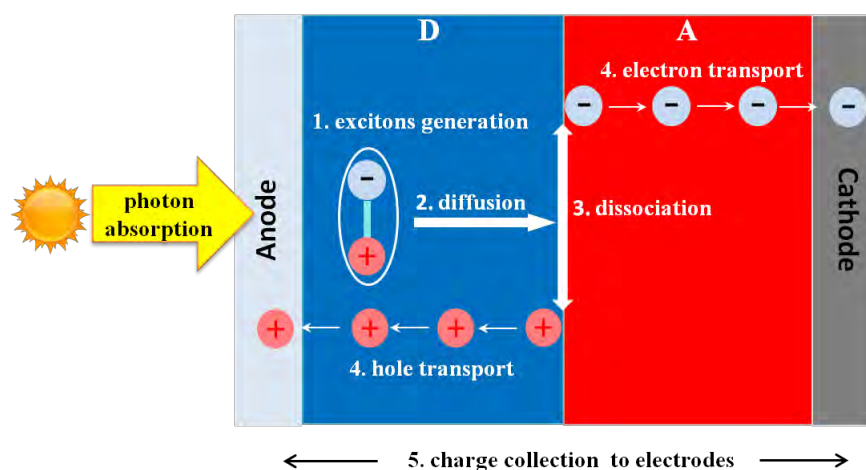 D
A
4. electron transport
1. excitons generation
photon
absorption
Anode
2. diffusion
3. dissociation
Cathode
4. hole transport
5. charge collection to electrodes